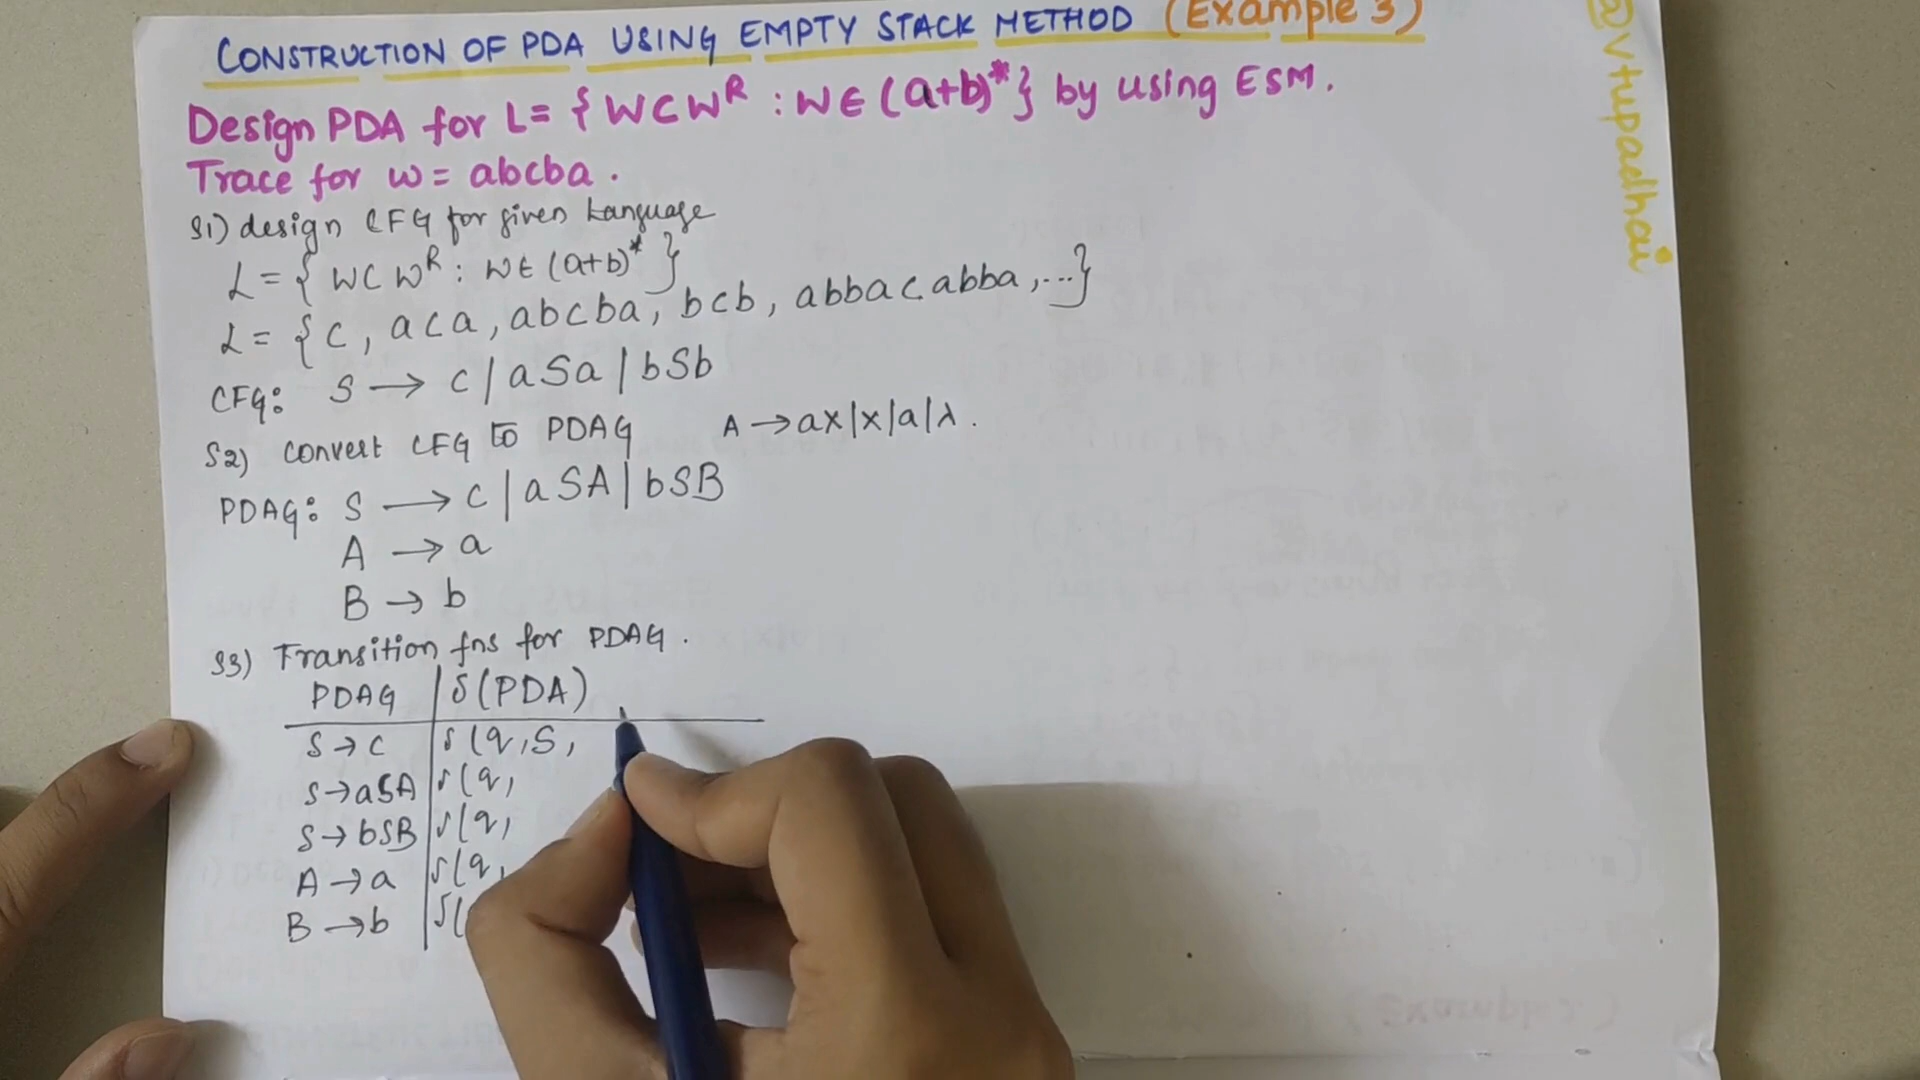 CONSTRUCTION OF PDA USING EMPTY STACK METHOD (Example 3)
Design PDA for L= { WCW^R : W∈(a+b)^* } by using ESM.
Trace for w = abcba.
S1) design CFG for given Language
L = { WCW^R : W∈(a+b)^* }
L = { c, aca, abcba, bcb, abbacabba, ...}
CFG: S → c | aSa | bSb
S2) convert CFG to PDAG A → ax|x|a|λ.
PDAG: S → c | aSA | bSB
A → a
B → b
S3) Transition fns for PDAG.
PDAG | δ(PDA)
S → c | δ(q, S,
S → aSA | δ(q,
S → bSB | δ(q,
A → a | δ(q,
B → b | δ(
@vtupadhai